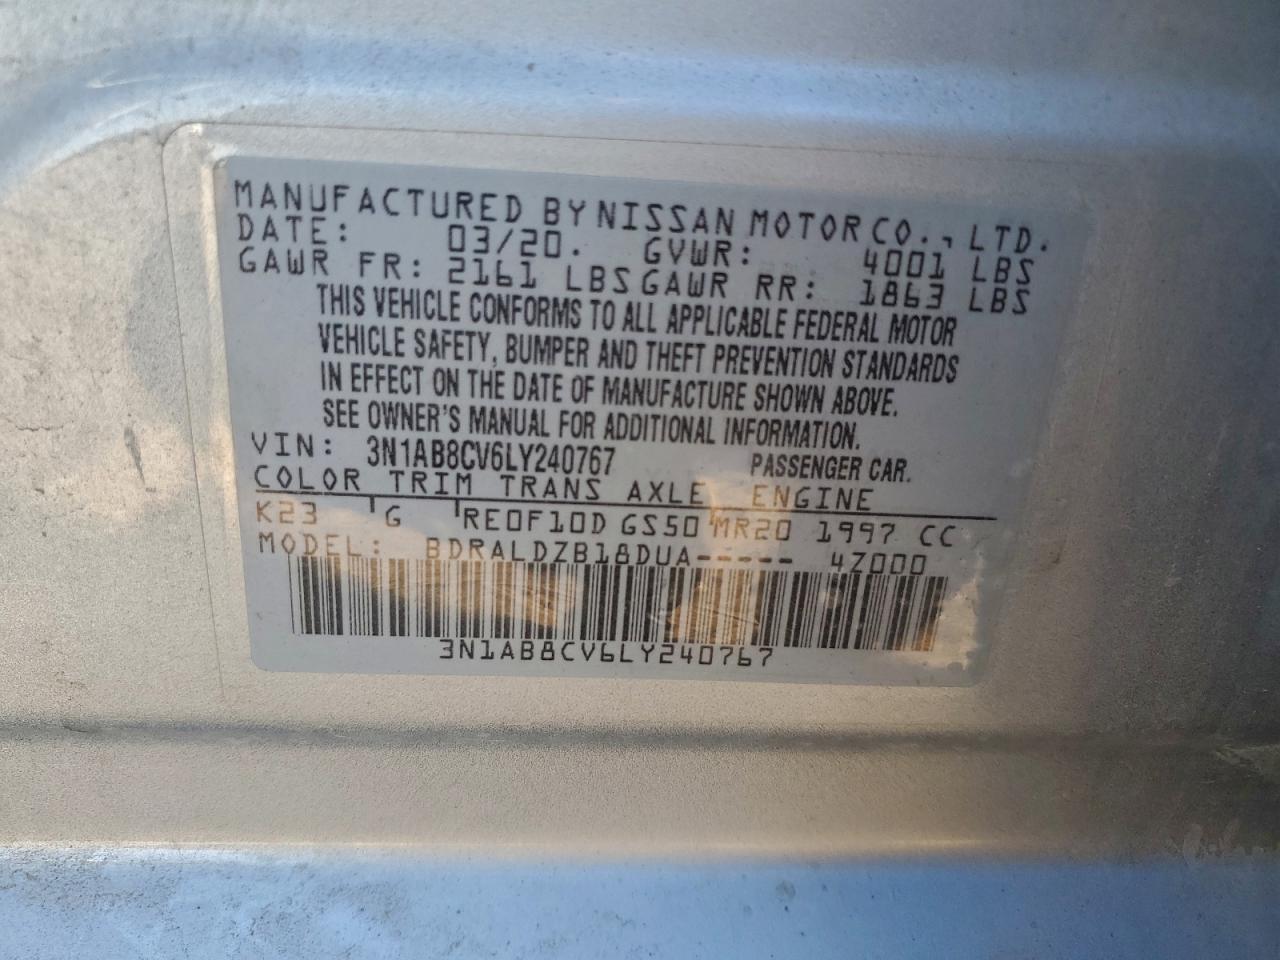 MANUFACTURED BY NISSAN MOTOR CO., LTD.
DATE: 03/20. GVWR: 4001 LBS
GAWR FR: 2161 LBS GAWR RR: 1863 LBS
THIS VEHICLE CONFORMS TO ALL APPLICABLE FEDERAL MOTOR
VEHICLE SAFETY, BUMPER AND THEFT PREVENTION STANDARDS
IN EFFECT ON THE DATE OF MANUFACTURE SHOWN ABOVE.
SEE OWNER'S MANUAL FOR ADDITIONAL INFORMATION.
VIN: 3N1AB8CV6LY240767 PASSENGER CAR.
COLOR TRIM TRANS AXLE ENGINE
K23 G RE0F10D GS50 MR20 1997 CC
MODEL: BDRALDZB18DUA----- 4Z000
3N1AB8CV6LY240767